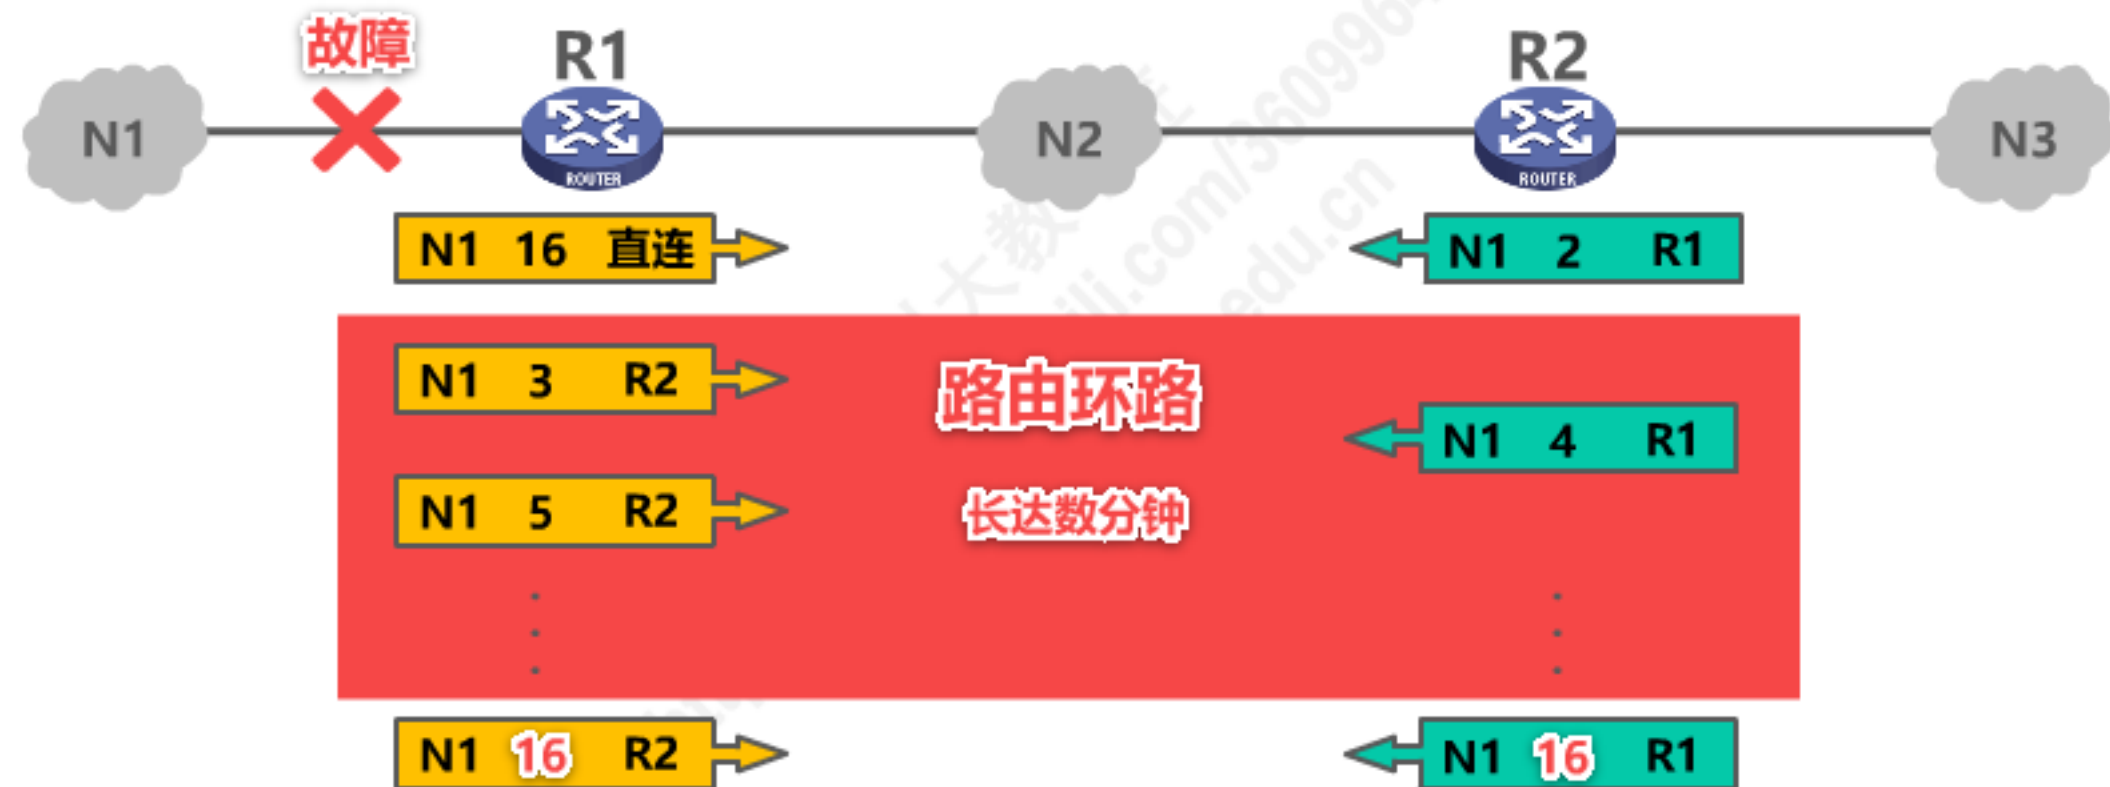 故障
R1
R2
N1
N2
N3
ROUTER
ROUTER
N1 16 直连
N1 2 R1
N1 3 R2
路由环路
N1 4 R1
N1 5 R2
长达数分钟
N1 16 R2
N1 16 R1